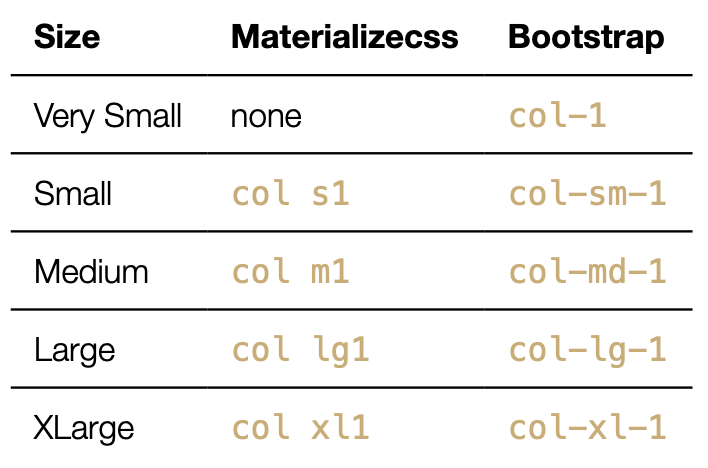 Size Materializecss Bootstrap
Very Small none col-1
Small col s1 col-sm-1
Medium col m1 col-md-1
Large col lg1 col-lg-1
XLarge col xl1 col-xl-1